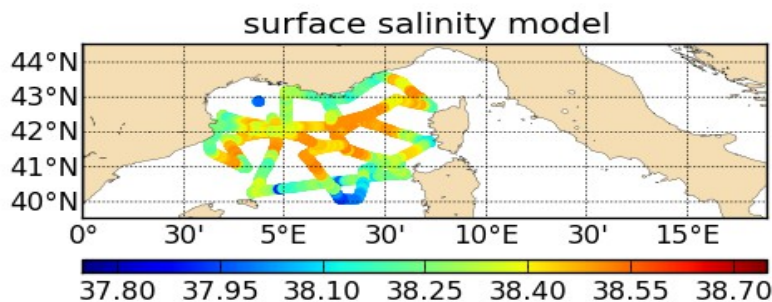 surface salinity model
44°N
43°N
42°N
41°N
40°N
0° 30' 5°E 30' 10°E 30' 15°E
37.80 37.95 38.10 38.25 38.40 38.55 38.70